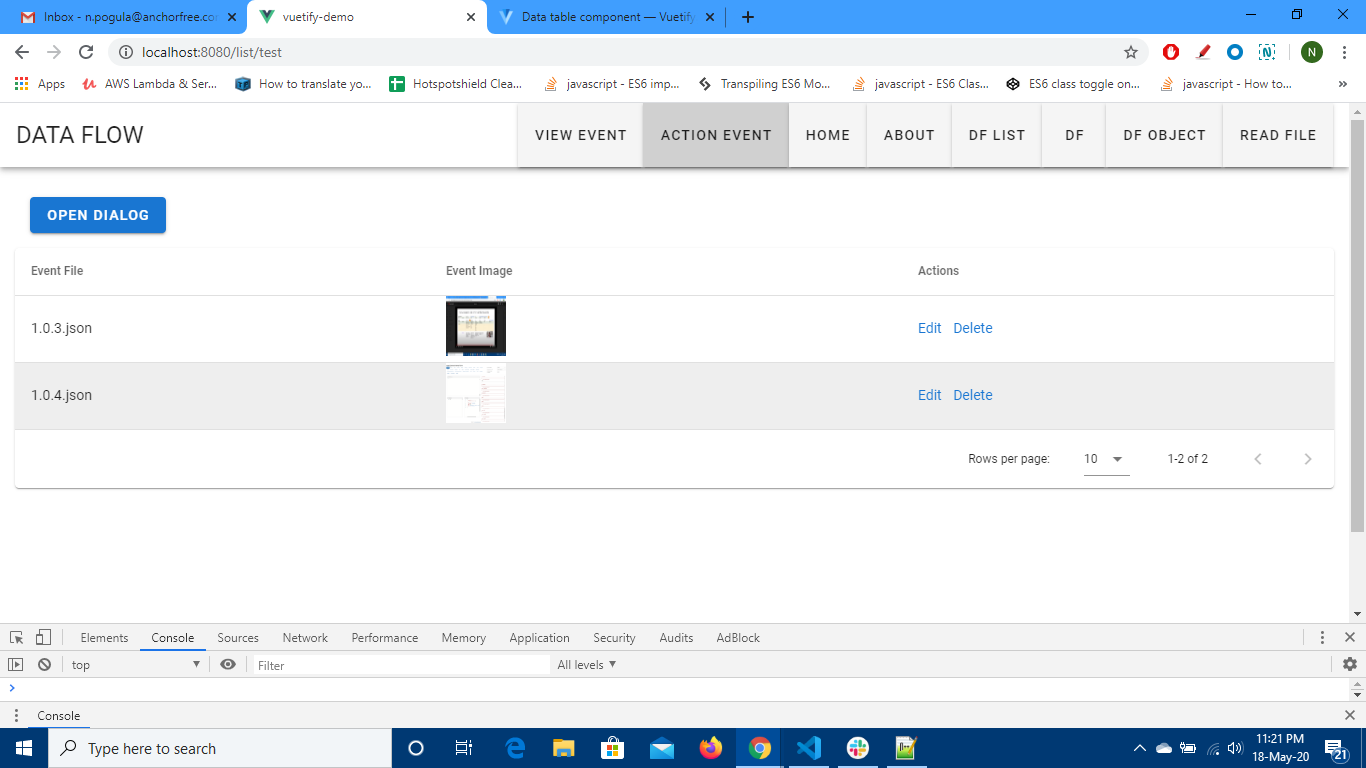 Inbox - n.pogula@anchorfree.co
vuetify-demo
Data table component — Vuetify
localhost:8080/list/test
N
Apps
AWS Lambda & Ser...
How to translate yo...
Hotspotshield Clea...
javascript - ES6 imp...
Transpiling ES6 Mo...
javascript - ES6 Clas...
ES6 class toggle on...
javascript - How to...
»
DATA FLOW
VIEW EVENT
ACTION EVENT
HOME
ABOUT
DF LIST
DF
DF OBJECT
READ FILE
OPEN DIALOG
Event File
Event Image
Actions
1.0.3.json
Edit Delete
1.0.4.json
Edit Delete
Rows per page:
10
1-2 of 2
Elements
Console
Sources
Network
Performance
Memory
Application
Security
Audits
AdBlock
top
Filter
All levels
Console
Type here to search
11:21 PM
18-May-20
21